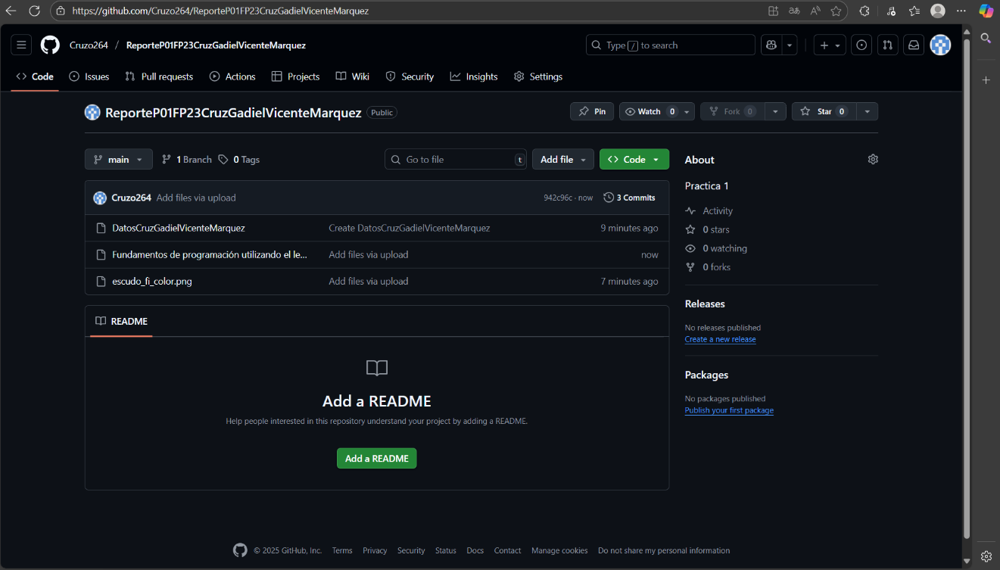 https://github.com/Cruzo264/ReporteP01FP23CruzGadielVicenteMarquez
Cruzo264 / ReporteP01FP23CruzGadielVicenteMarquez
Type / to search
Code Issues Pull requests Actions Projects Wiki Security Insights Settings
ReporteP01FP23CruzGadielVicenteMarquez Public
Pin Watch 0 Fork 0 Star 0
main 1 Branch 0 Tags Go to file t Add file Code
Cruzo264 Add files via upload 942c96c · now 3 Commits
DatosCruzGadielVicenteMarquez Create DatosCruzGadielVicenteMarquez 9 minutes ago
Fundamentos de programación utilizando el le... Add files via upload now
escudo_fi_color.png Add files via upload 7 minutes ago
README
Add a README
Help people interested in this repository understand your project by adding a README.
Add a README
About
Practica 1
Activity
0 stars
0 watching
0 forks
Releases
No releases published
Create a new release
Packages
No packages published
Publish your first package
© 2025 GitHub, Inc. Terms Privacy Security Status Docs Contact Manage cookies Do not share my personal information